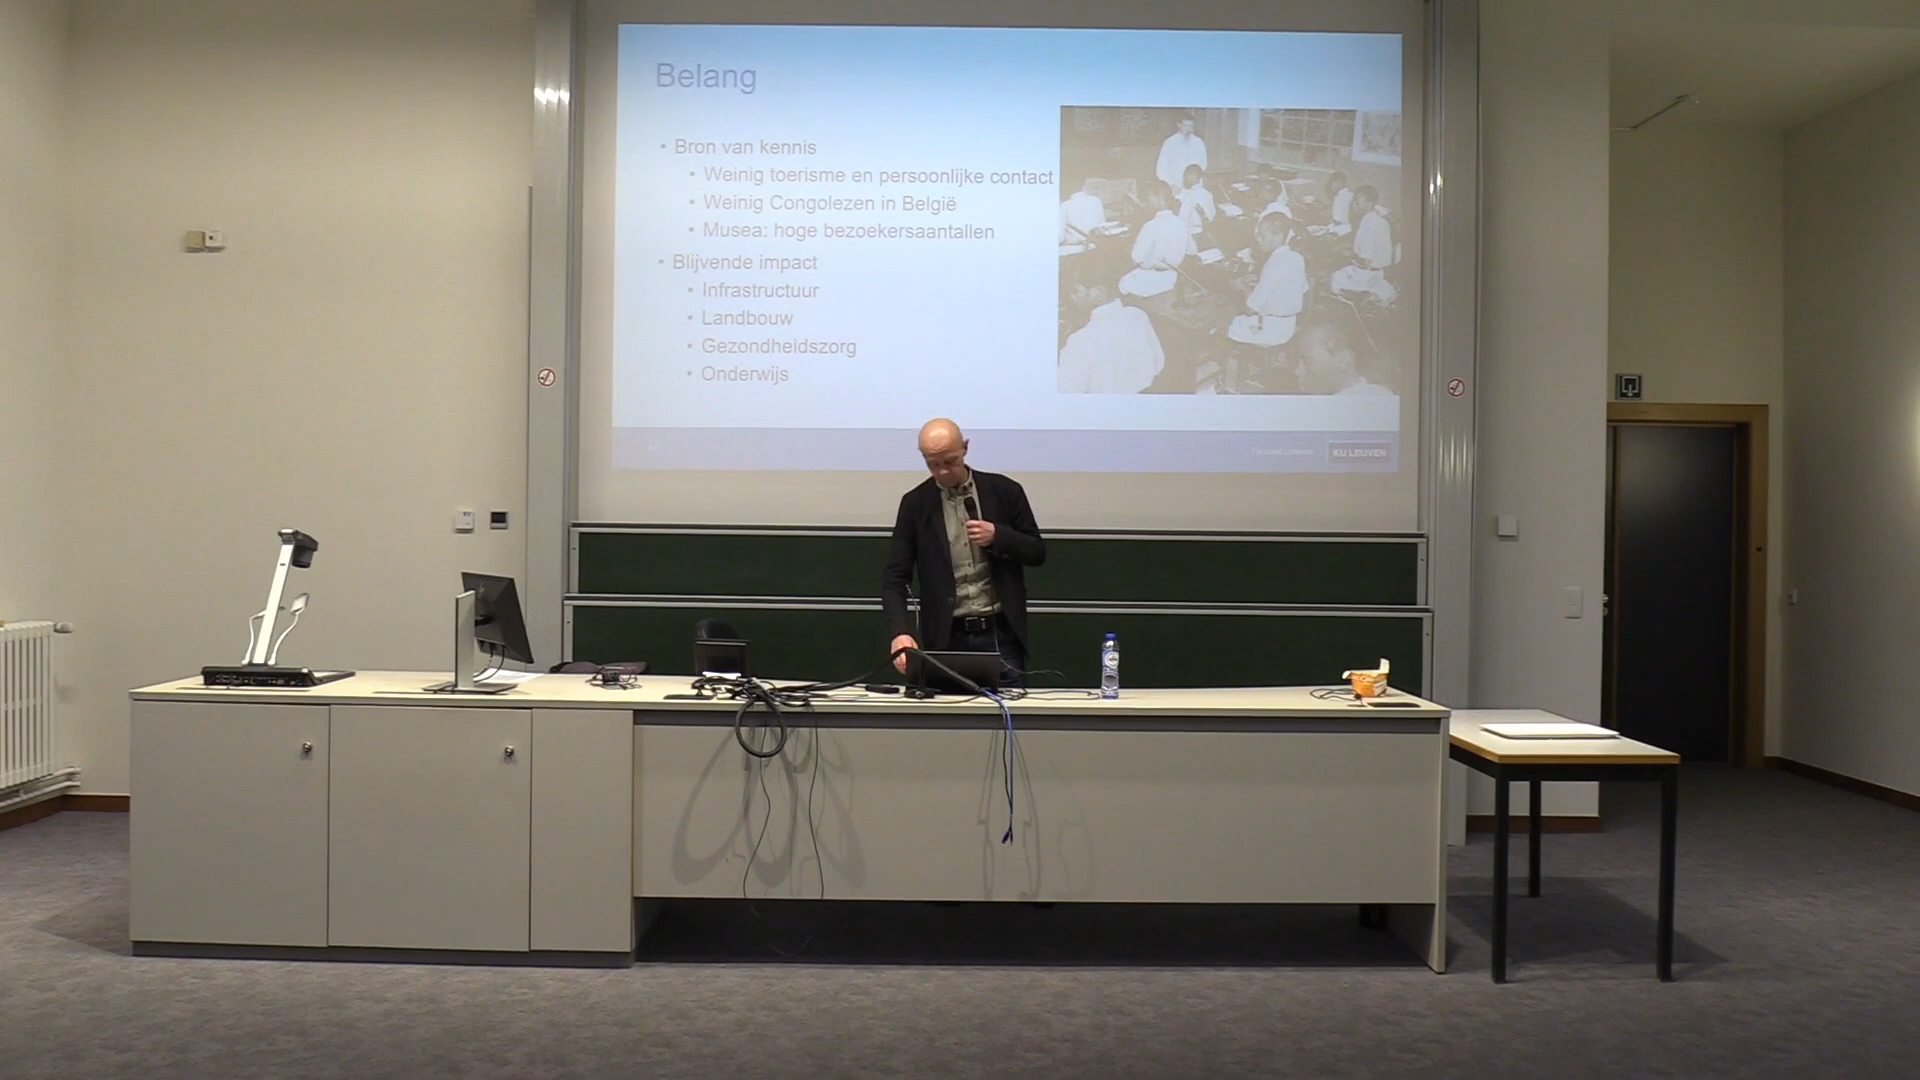 Belang
• Bron van kennis
• Weinig toerisme en persoonlijke contact
• Weinig Congolezen in België
• Musea: hoge bezoekersaantallen
• Blijvende impact
• Infrastructuur
• Landbouw
• Gezondheidszorg
• Onderwijs
KU LEUVEN